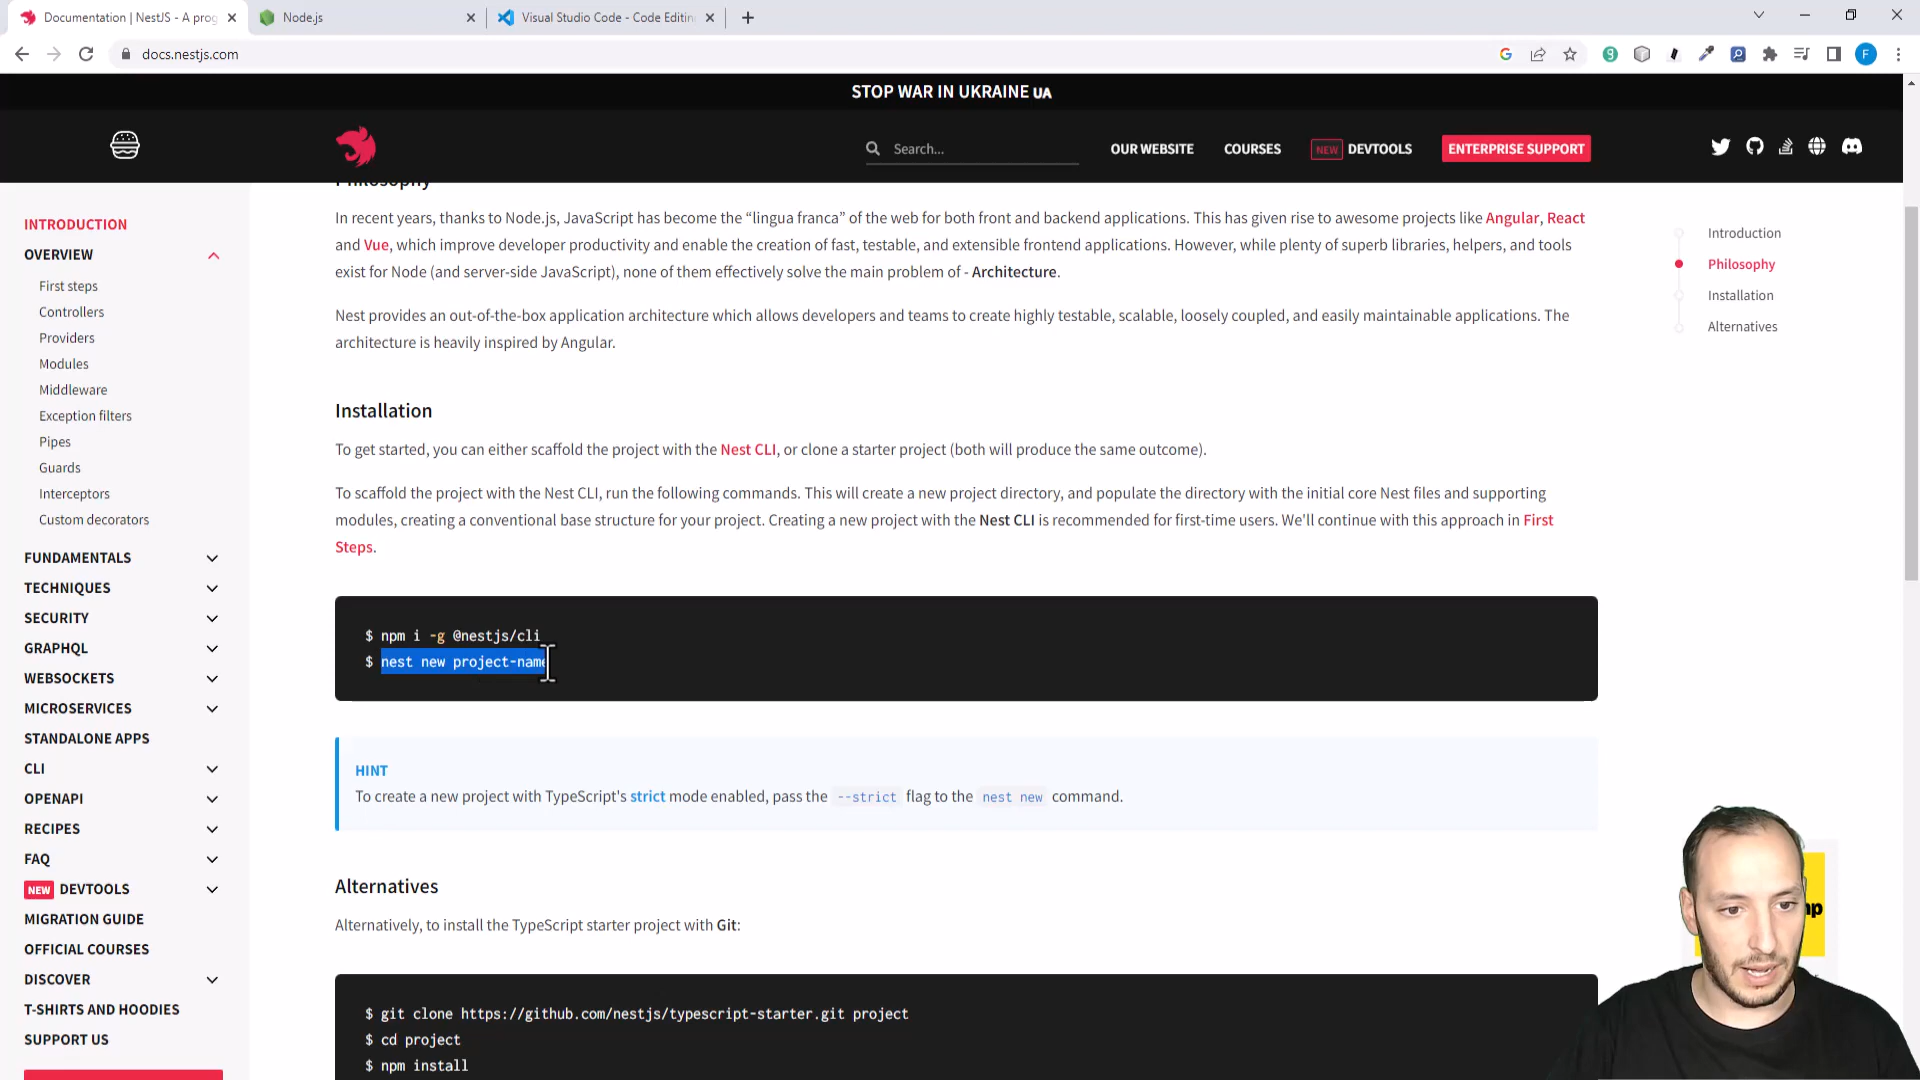 Documentation | NestJS - A prog
Node.js
Visual Studio Code - Code Editin
docs.nestjs.com
F
STOP WAR IN UKRAINE UA
Search...
OUR WEBSITE
COURSES
NEW DEVTOOLS
ENTERPRISE SUPPORT
INTRODUCTION
OVERVIEW
First steps
Controllers
Providers
Modules
Middleware
Exception filters
Pipes
Guards
Interceptors
Custom decorators
FUNDAMENTALS
TECHNIQUES
SECURITY
GRAPHQL
WEBSOCKETS
MICROSERVICES
STANDALONE APPS
CLI
OPENAPI
RECIPES
FAQ
NEW DEVTOOLS
MIGRATION GUIDE
OFFICIAL COURSES
DISCOVER
T-SHIRTS AND HOODIES
SUPPORT US
Philosophy
In recent years, thanks to Node.js, JavaScript has become the “lingua franca” of the web for both front and backend applications. This has given rise to awesome projects like Angular, React
and Vue, which improve developer productivity and enable the creation of fast, testable, and extensible frontend applications. However, while plenty of superb libraries, helpers, and tools
exist for Node (and server-side JavaScript), none of them effectively solve the main problem of - Architecture.
Nest provides an out-of-the-box application architecture which allows developers and teams to create highly testable, scalable, loosely coupled, and easily maintainable applications. The
architecture is heavily inspired by Angular.
Installation
To get started, you can either scaffold the project with the Nest CLI, or clone a starter project (both will produce the same outcome).
To scaffold the project with the Nest CLI, run the following commands. This will create a new project directory, and populate the directory with the initial core Nest files and supporting
modules, creating a conventional base structure for your project. Creating a new project with the Nest CLI is recommended for first-time users. We'll continue with this approach in First
Steps.
$ npm i -g @nestjs/cli
$ nest new project-name
HINT
To create a new project with TypeScript's strict mode enabled, pass the --strict flag to the nest new command.
Alternatives
Alternatively, to install the TypeScript starter project with Git:
$ git clone https://github.com/nestjs/typescript-starter.git project
$ cd project
$ npm install
Introduction
Philosophy
Installation
Alternatives